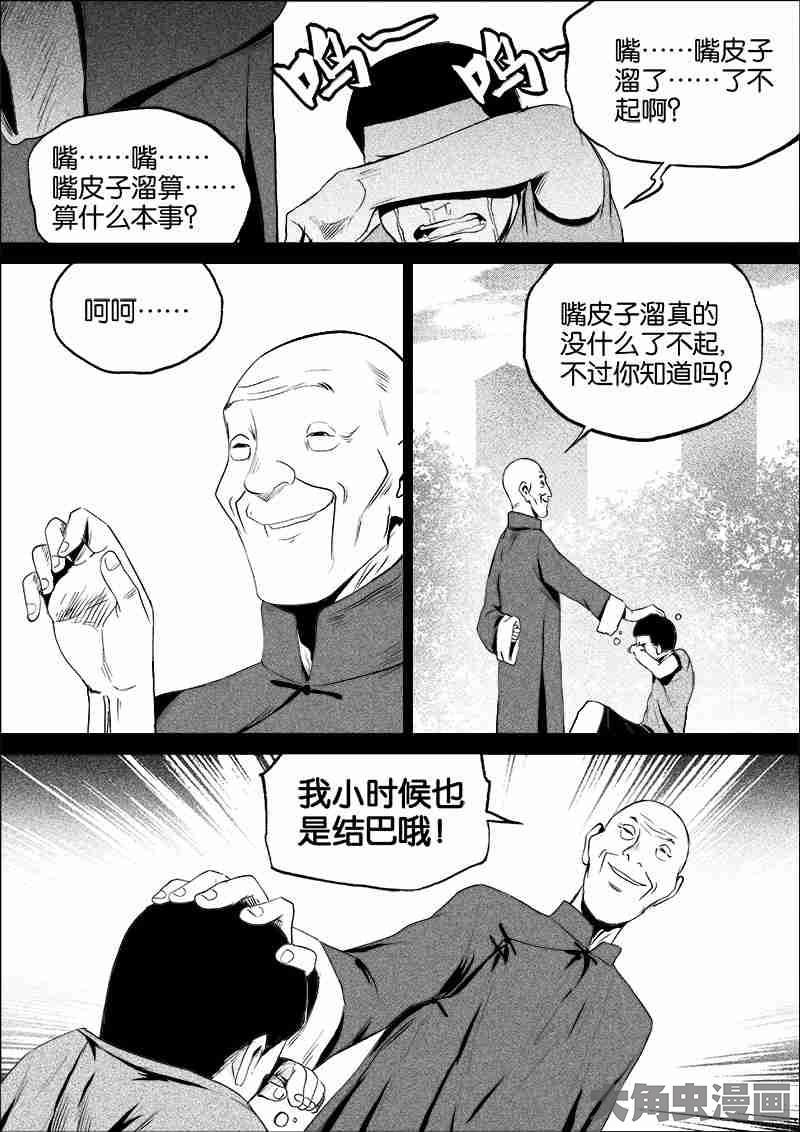 嘴……嘴……
嘴皮子溜算……
算什么本事?
呜一
呜一
嘴……嘴皮子
溜了……了不
起啊?
呵呵……
嘴皮子溜真的
没什么了不起,
不过你知道吗?
我小时候也
是结巴哦!
大角虫漫画